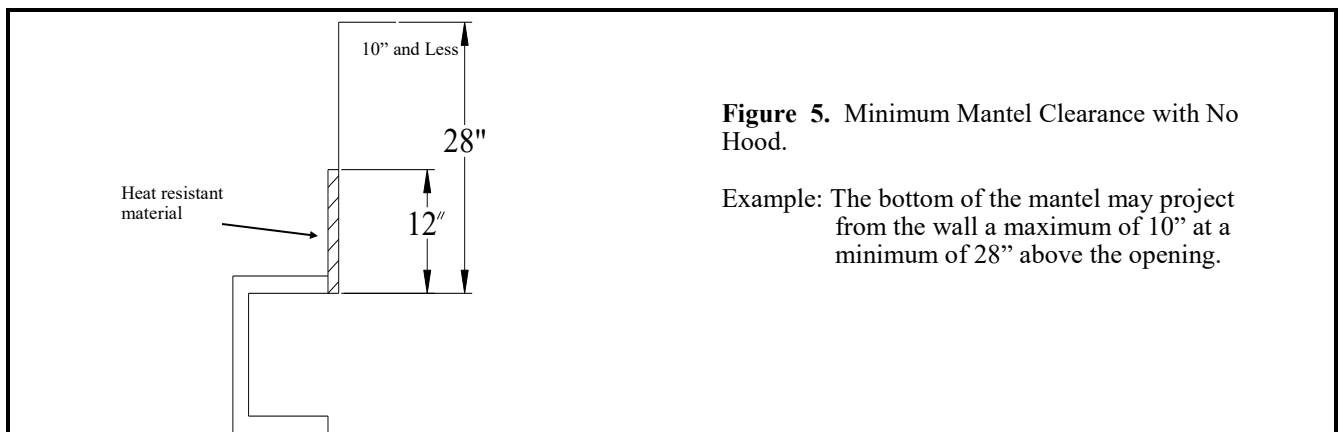 10” and Less
28"
Heat resistant
material
12″
Figure 5. Minimum Mantel Clearance with No
Hood.
Example: The bottom of the mantel may project
from the wall a maximum of 10” at a
minimum of 28” above the opening.